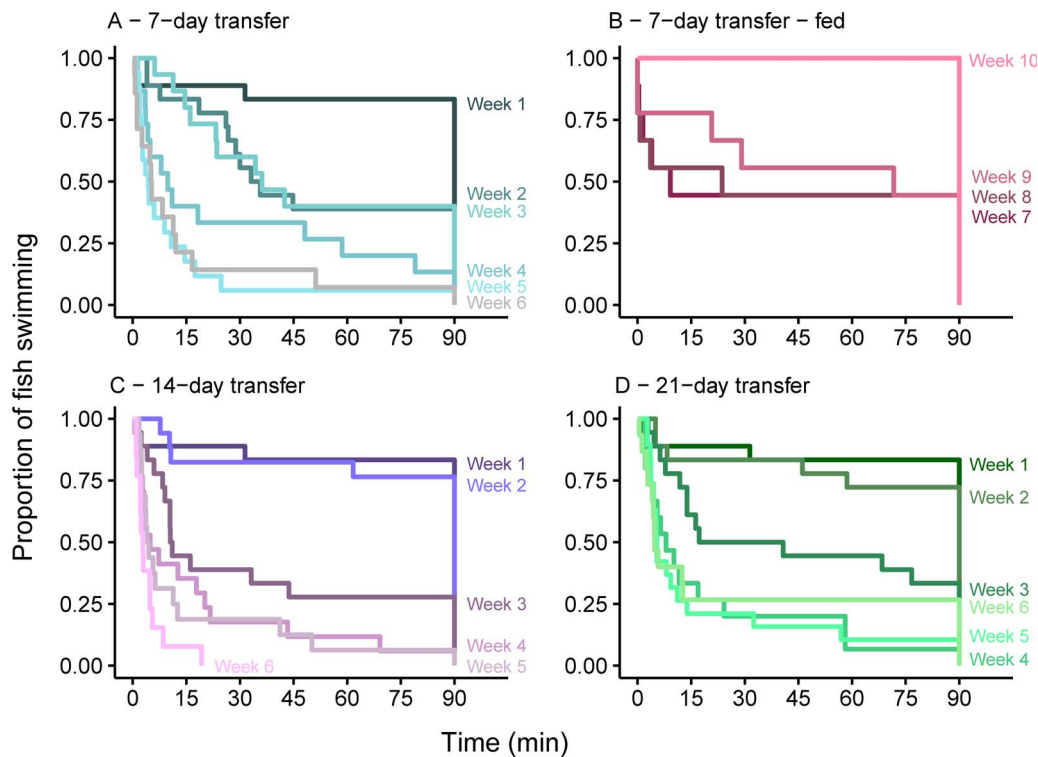 A − 7−day transfer
B − 7−day transfer − fed
1.00
0.75
0.50
0.25
0.00
Week 1
Week 2
Week 3
Week 4
Week 5
Week 6
0 15 30 45 60 75 90
1.00
0.75
0.50
0.25
0.00
Week 10
Week 9
Week 8
Week 7
0 15 30 45 60 75 90
Proportion of fish swimming
C − 14−day transfer
D − 21−day transfer
1.00
0.75
0.50
0.25
0.00
Week 1
Week 2
Week 3
Week 4
Week 5
Week 6
0 15 30 45 60 75 90
1.00
0.75
0.50
0.25
0.00
Week 1
Week 2
Week 3
Week 6
Week 5
Week 4
0 15 30 45 60 75 90
Time (min)